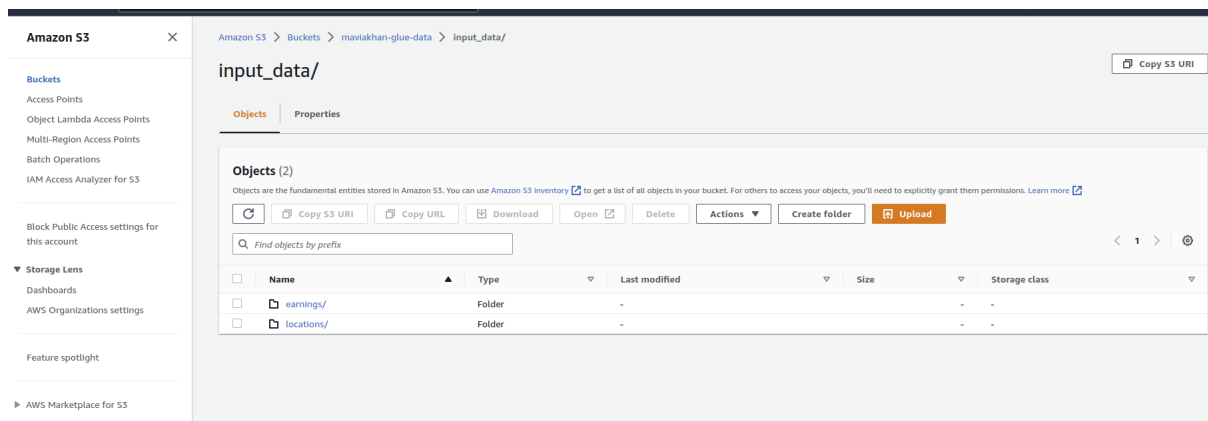 Amazon S3
Amazon S3 > Buckets > maviakhan-glue-data > input_data/
input_data/
Copy S3 URI
Buckets
Access Points
Object Lambda Access Points
Multi-Region Access Points
Batch Operations
IAM Access Analyzer for S3
Block Public Access settings for
this account
Storage Lens
Dashboards
AWS Organizations settings
Feature spotlight
AWS Marketplace for S3
Objects Properties
Objects (2)
Objects are the fundamental entities stored in Amazon S3. You can use Amazon S3 inventory to get a list of all objects in your bucket. For others to access your objects, you'll need to explicitly grant them permissions. Learn more
Copy S3 URI Copy URL Download Open Delete Actions Create folder Upload
Find objects by prefix
< 1 >
Name Type Last modified Size Storage class
earnings/ Folder - - -
locations/ Folder - - -